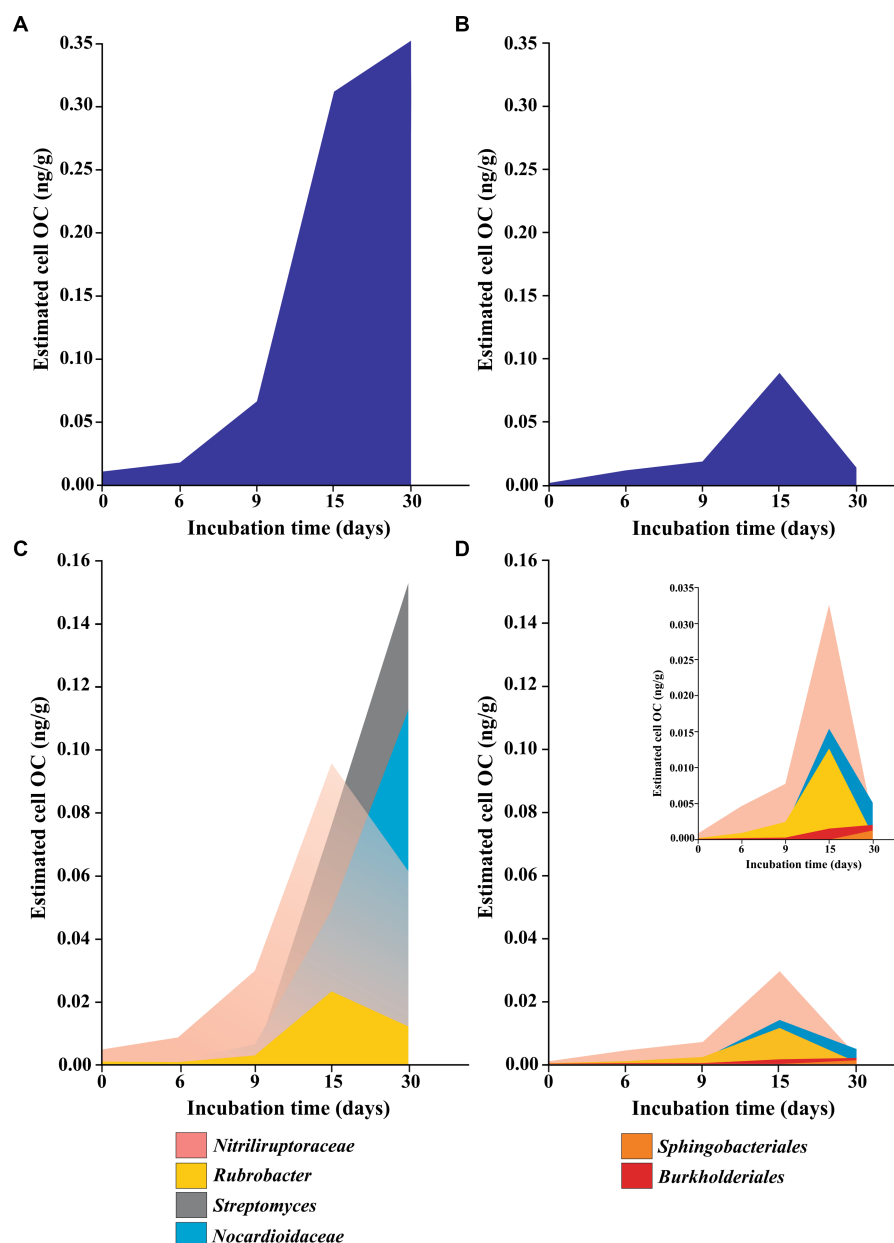 A
Estimated cell OC (ng/g)
0.35
0.30
0.25
0.20
0.15
0.10
0.05
0.00
0 6 9 15 30
Incubation time (days)
B
Estimated cell OC (ng/g)
0.35
0.30
0.25
0.20
0.15
0.10
0.05
0.00
0 6 9 15 30
Incubation time (days)
C
Estimated cell OC (ng/g)
0.16
0.14
0.12
0.10
0.08
0.06
0.04
0.02
0.00
0 6 9 15 30
Incubation time (days)
D
Estimated cell OC (ng/g)
0.16
0.14
0.12
0.10
0.08
0.06
0.04
0.02
0.00
0 6 9 15 30
Incubation time (days)
Estimated cell OC (ng/g)
0.035
0.030
0.025
0.020
0.015
0.010
0.005
0.000
0 6 9 15 30
Incubation time (days)
Nitriliruptoraceae
Rubrobacter
Streptomyces
Nocardioidaceae
Sphingobacteriales
Burkholderiales